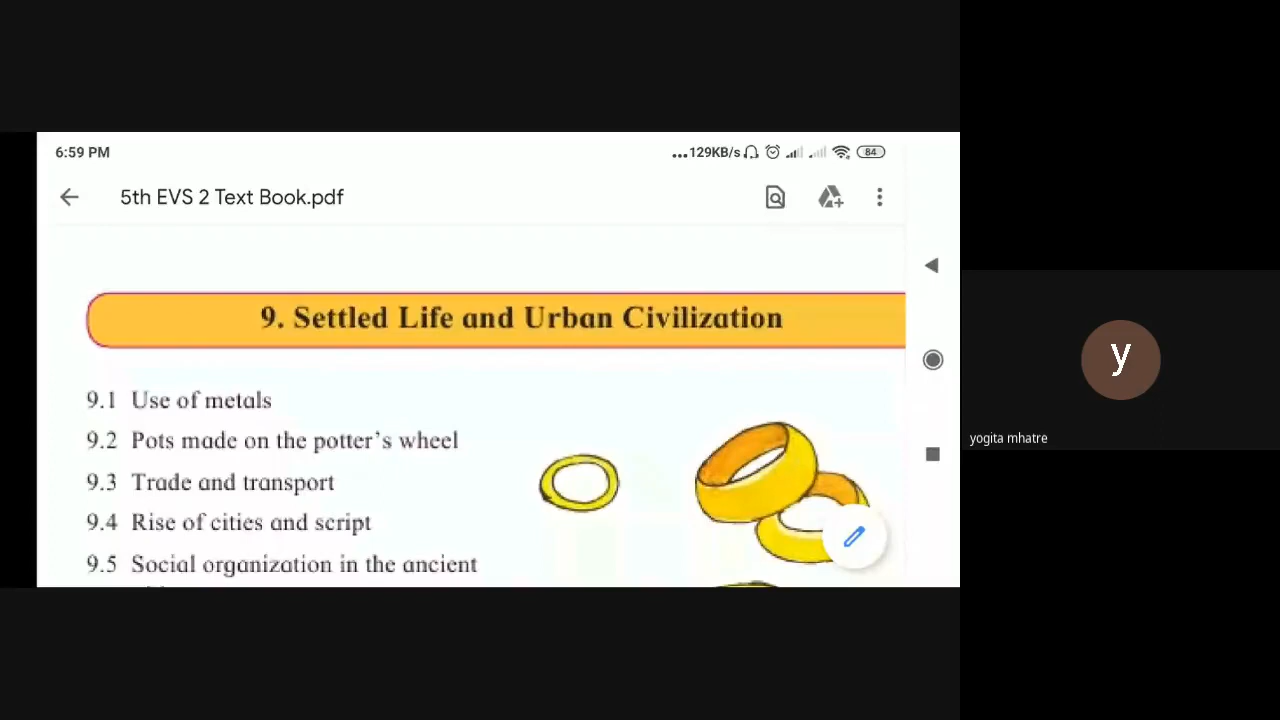 6:59 PM
...129KB/s
84
5th EVS 2 Text Book.pdf
9. Settled Life and Urban Civilization
9.1 Use of metals
9.2 Pots made on the potter's wheel
9.3 Trade and transport
9.4 Rise of cities and script
9.5 Social organization in the ancient
y
yogita mhatre